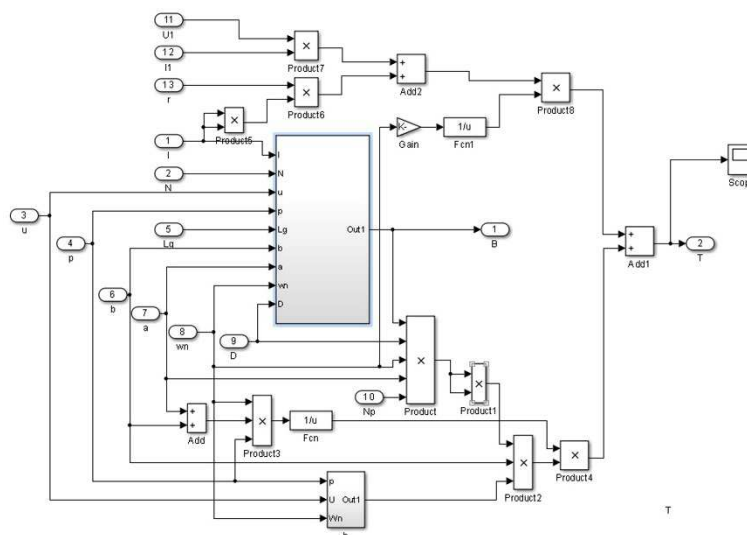 11
U1
12
I1
13
r
×
Product7
×
Product6
×
Product5
+
+
Add2
×
Product8
K-
Gain
1/u
Fcn1
1
I
2
N
3
u
4
p
5
Lg
6
b
7
a
8
wn
9
D
10
Np
I
N
u
p
Lg
b
a
wn
D
Out1
1
B
+
+
Add1
2
T
Scop
×
Product
×
Product1
+
+
Add
×
Product3
1/u
Fcn
×
Product2
×
Product4
p
U
Wn
Out1
T